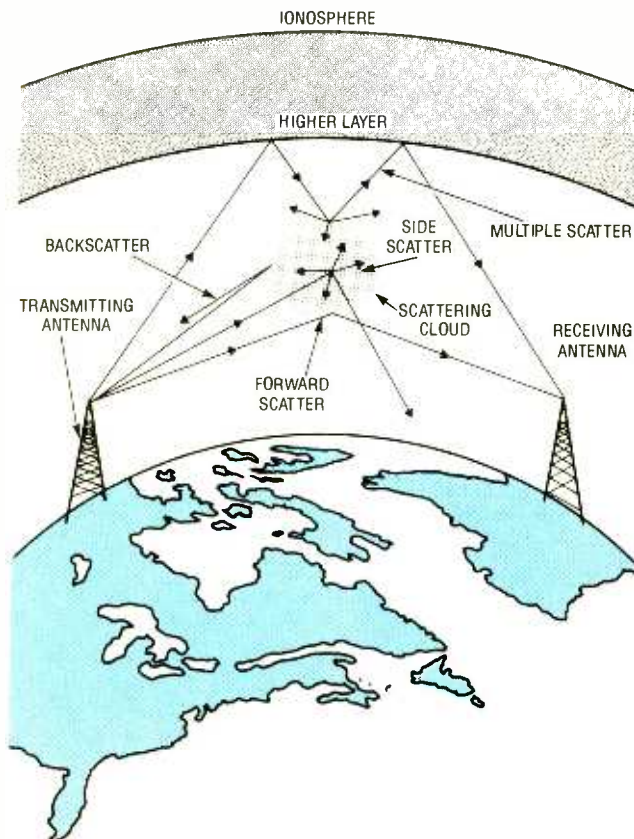 IONOSPHERE
HIGHER LAYER
BACKSCATTER
SIDE
SCATTER
MULTIPLE SCATTER
TRANSMITTING
ANTENNA
SCATTERING
CLOUD
RECEIVING
ANTENNA
FORWARD
SCATTER